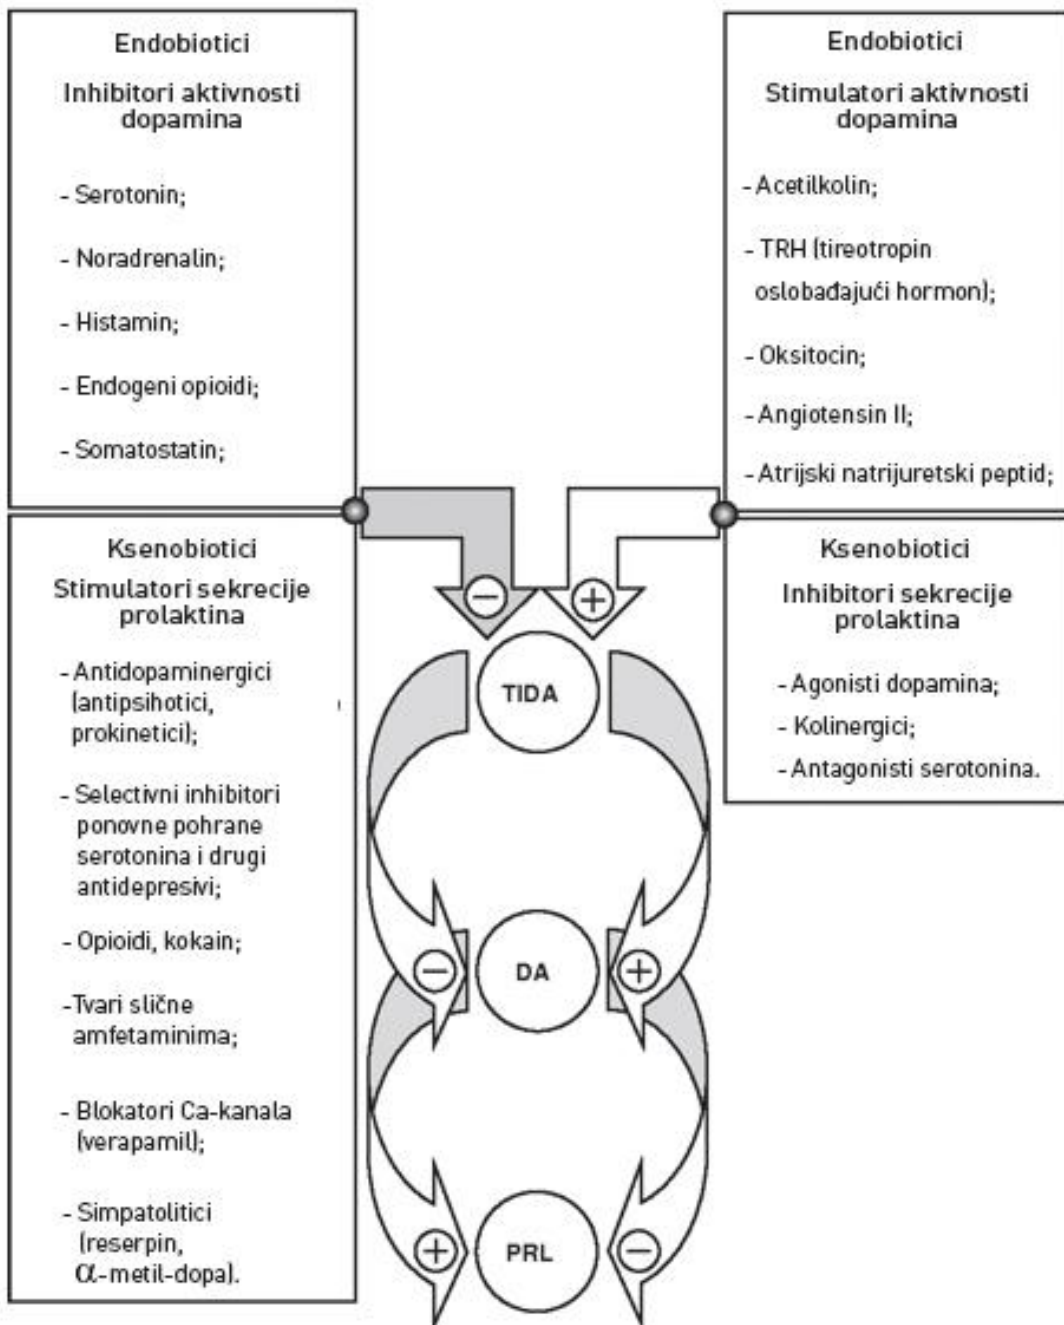 Endobiotici
Inhibitori aktivnosti
dopamina
- Serotonin;
- Noradrenalin;
- Histamin;
- Endogeni opioidi;
- Somatostatin;
Ksenobiotici
Stimulatori sekrecije
prolaktina
- Antidopaminergici
(antipsihotici,
prokinetici);
- Selectivni inhibitori
ponovne pohrane
serotonina i drugi
antidepresivi;
- Opioidi, kokain;
-Tvari slične
amfetaminima;
- Blokatori Ca-kanala
(verapamil);
- Simpatolitici
(reserpin,
α-metil-dopa).
Endobiotici
Stimulatori aktivnosti
dopamina
- Acetilkolin;
- TRH (tireotropin
oslobađajući hormon);
- Oksitocin;
- Angiotensin II;
- Atrijski natrijuretski peptid;
Ksenobiotici
Inhibitori sekrecije
prolaktina
- Agonisti dopamina;
- Kolinergici;
- Antagonisti serotonina.
− +
TIDA
− DA +
+ PRL −